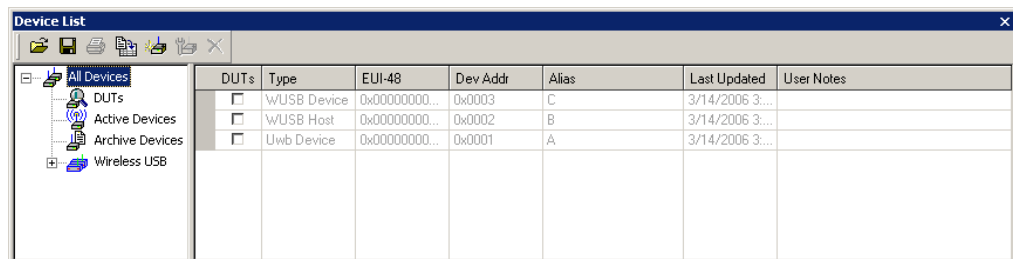 Device List
All Devices
DUTs
Active Devices
Archive Devices
Wireless USB
DUTs Type EUI-48 Dev Addr Alias Last Updated User Notes
WUSB Device 0x00000000... 0x0003 C 3/14/2006 3:...
WUSB Host 0x00000000... 0x0002 B 3/14/2006 3:...
Uwb Device 0x00000000... 0x0001 A 3/14/2006 3:...